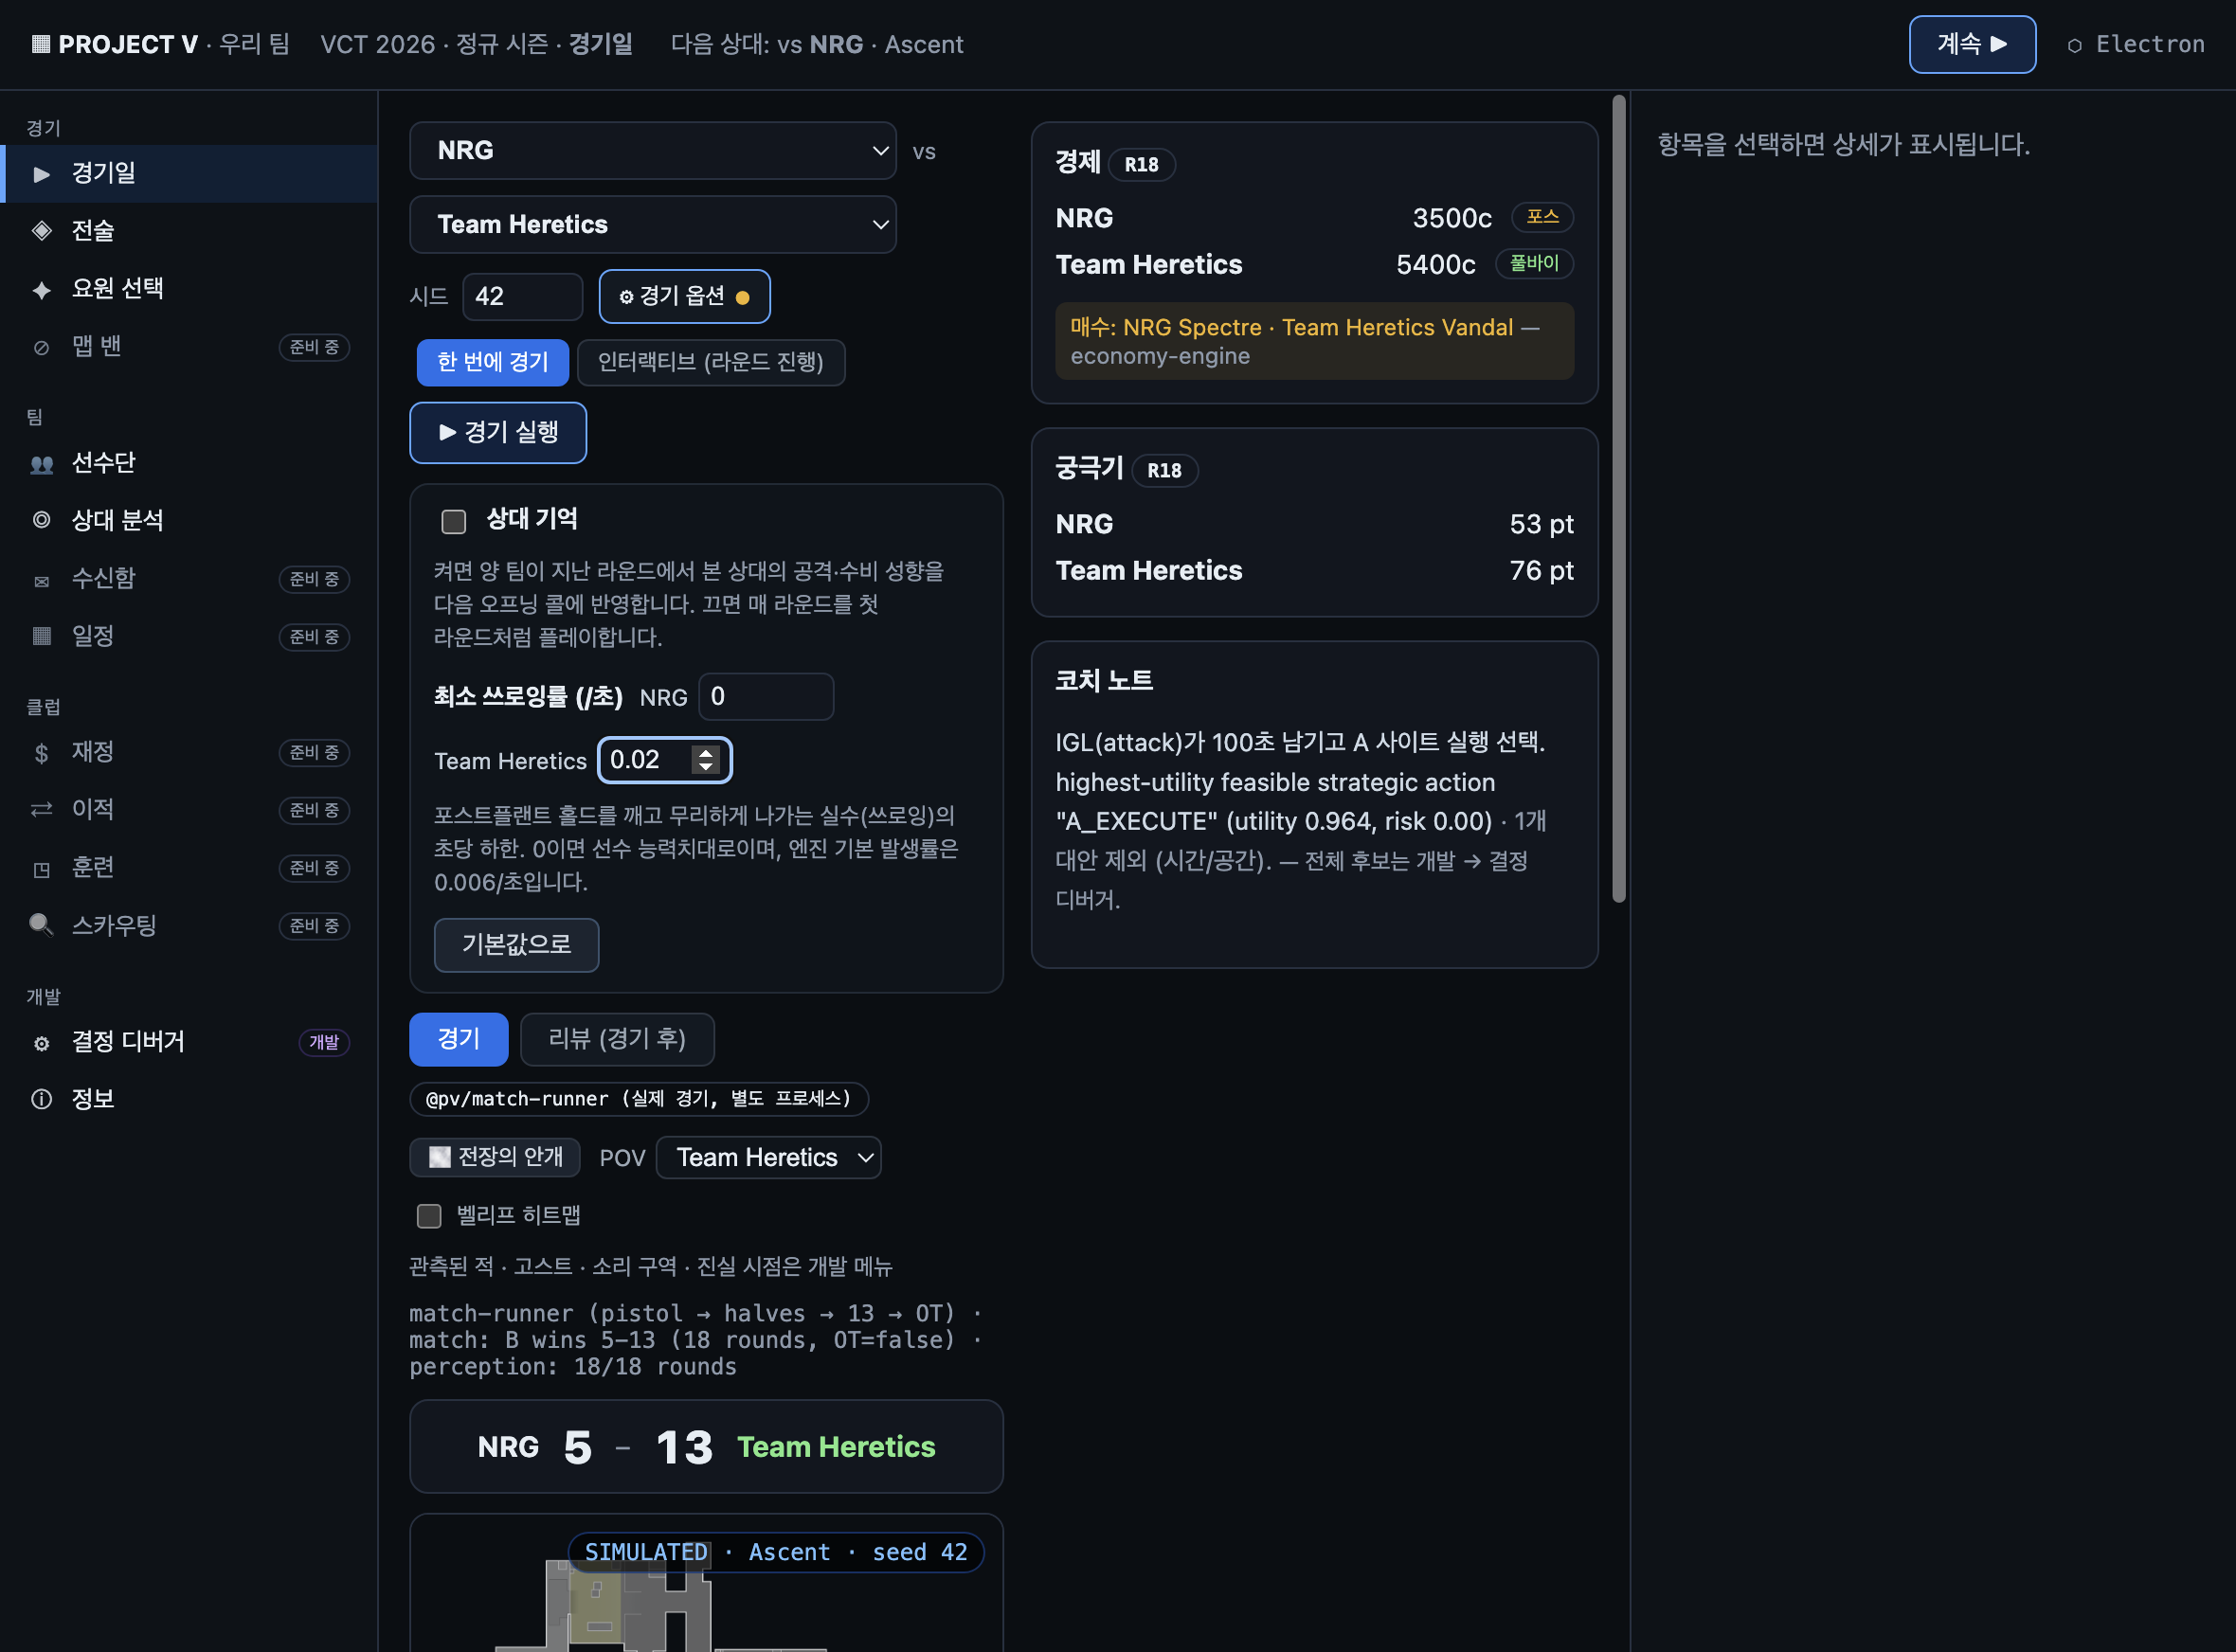 PROJECT V · 우리 팀 VCT 2026 · 정규 시즌 · 경기일 다음 상대: vs NRG · Ascent 계속 ▶ Electron
경기
▶ 경기일
전술
요원 선택
맵 밴 준비 중
팀
선수단
상대 분석
수신함 준비 중
일정 준비 중
클럽
$ 재정 준비 중
이적 준비 중
훈련 준비 중
스카우팅 준비 중
개발
결정 디버거 개발
정보
NRG vs
Team Heretics
시드 42 경기 옵션
한 번에 경기 인터랙티브 (라운드 진행)
▶ 경기 실행
상대 기억
켜면 양 팀이 지난 라운드에서 본 상대의 공격·수비 성향을
다음 오프닝 콜에 반영합니다. 끄면 매 라운드를 첫
라운드처럼 플레이합니다.
최소 쓰로잉률 (/초) NRG 0
Team Heretics 0.02
포스트플랜트 홀드를 깨고 무리하게 나가는 실수(쓰로잉)의
초당 하한. 0이면 선수 능력치대로이며, 엔진 기본 발생률은
0.006/초입니다.
기본값으로
경기 리뷰 (경기 후)
@pv/match-runner (실제 경기, 별도 프로세스)
전장의 안개 POV Team Heretics
벨리프 히트맵
관측된 적 · 고스트 · 소리 구역 · 진실 시점은 개발 메뉴
match-runner (pistol → halves → 13 → OT) ·
match: B wins 5–13 (18 rounds, OT=false) ·
perception: 18/18 rounds
NRG 5 – 13 Team Heretics
SIMULATED · Ascent · seed 42
경제 R18
NRG 3500c 포스
Team Heretics 5400c 풀바이
매수: NRG Spectre · Team Heretics Vandal —
economy-engine
궁극기 R18
NRG 53 pt
Team Heretics 76 pt
코치 노트
IGL(attack)가 100초 남기고 A 사이트 실행 선택.
highest-utility feasible strategic action
"A_EXECUTE" (utility 0.964, risk 0.00) · 1개
대안 제외 (시간/공간). — 전체 후보는 개발 → 결정
디버거.
항목을 선택하면 상세가 표시됩니다.